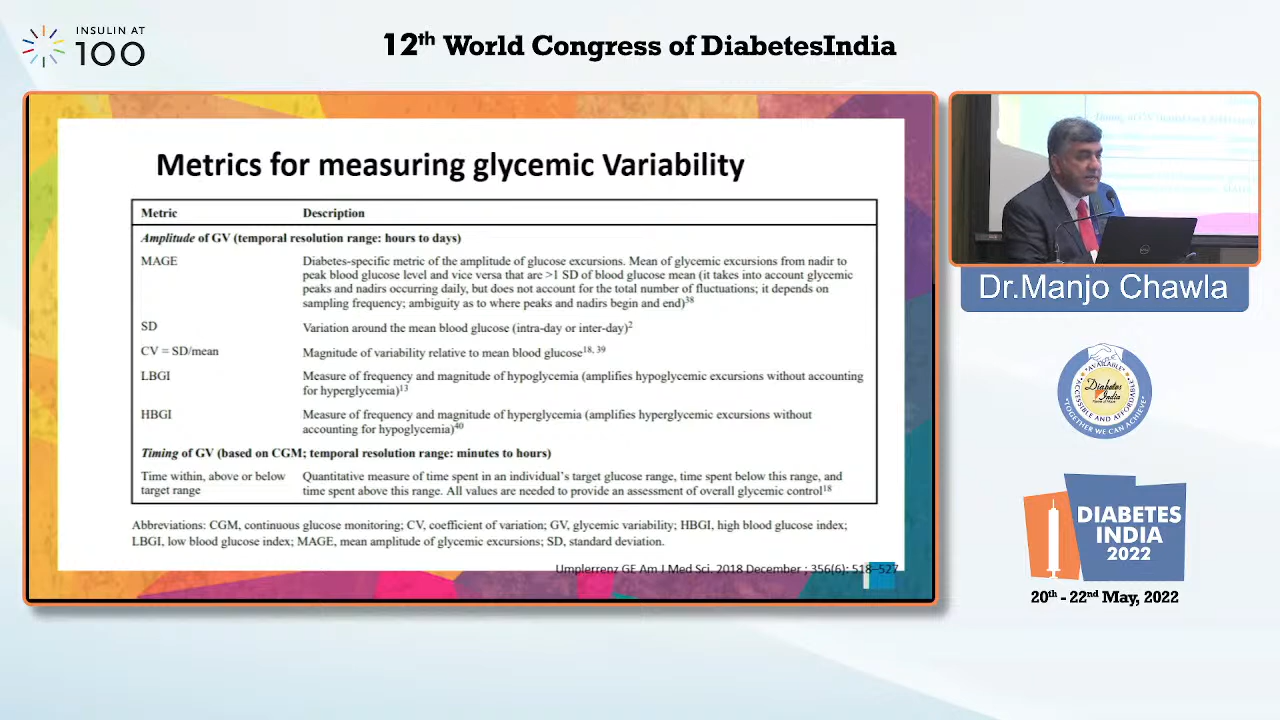 INSULIN AT
100
12th World Congress of DiabetesIndia
Metrics for measuring glycemic Variability
Metric Description
Amplitude of GV (temporal resolution range: hours to days)
MAGE Diabetes-specific metric of the amplitude of glucose excursions. Mean of glycemic excursions from nadir to
peak blood glucose level and vice versa that are >1 SD of blood glucose mean (it takes into account glycemic
peaks and nadirs occurring daily, but does not account for the total number of fluctuations; it depends on
sampling frequency; ambiguity as to where peaks and nadirs begin and end)38
SD Variation around the mean blood glucose (intra-day or inter-day)2
CV = SD/mean Magnitude of variability relative to mean blood glucose18, 39
LBGI Measure of frequency and magnitude of hypoglycemia (amplifies hypoglycemic excursions without accounting
for hyperglycemia)13
HBGI Measure of frequency and magnitude of hyperglycemia (amplifies hyperglycemic excursions without
accounting for hypoglycemia)40
Timing of GV (based on CGM; temporal resolution range: minutes to hours)
Time within, above or below Quantitative measure of time spent in an individual's target glucose range, time spent below this range, and
target range time spent above this range. All values are needed to provide an assessment of overall glycemic control18
Abbreviations: CGM, continuous glucose monitoring; CV, coefficient of variation; GV, glycemic variability; HBGI, high blood glucose index;
LBGI, low blood glucose index; MAGE, mean amplitude of glycemic excursions; SD, standard deviation.
Umplerrenz GE Am J Med Sci. 2018 December ; 356(6): 518–527
Dr.Manjo Chawla
AVAILABLE
ACCESSIBLE AND AFFORDABLE
Diabetes
India
"TOGETHER WE CAN ACHIEVE"
DIABETES
INDIA
2022
20th - 22nd May, 2022